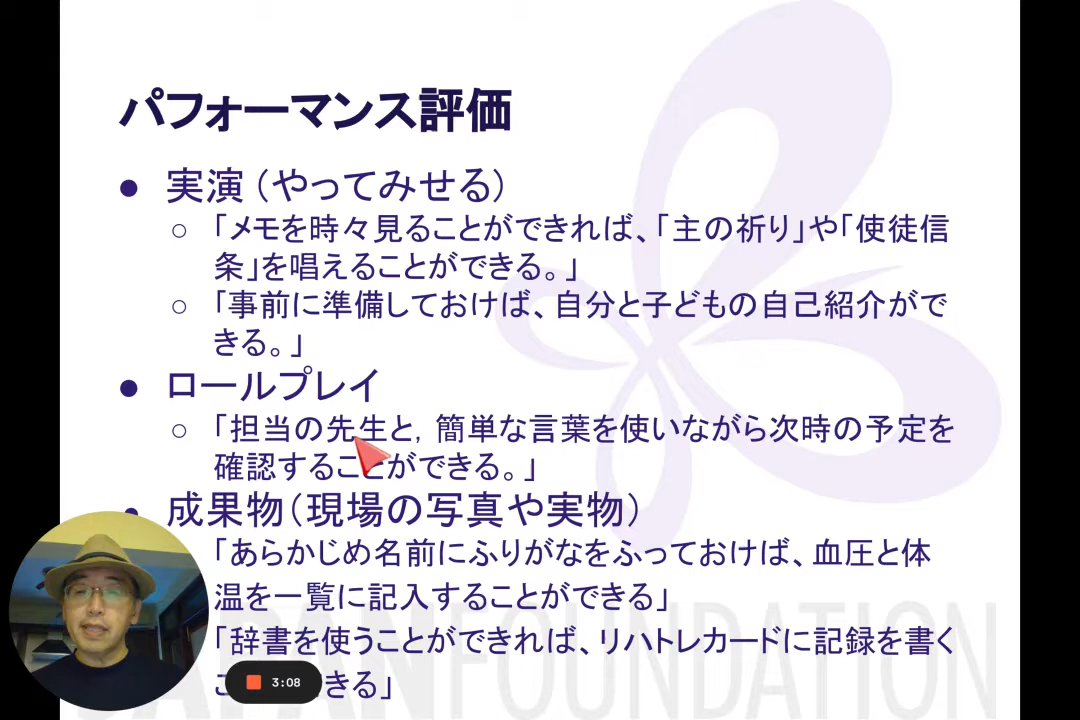 パフォーマンス評価
● 実演（やってみせる）
○ 「メモを時々見ることができれば、「主の祈り」や「使徒信
条」を唱えることができる。」
○ 「事前に準備しておけば、自分と子どもの自己紹介がで
きる。」
● ロールプレイ
○ 「担当の先生と，簡単な言葉を使いながら次時の予定を
確認することができる。」
● 成果物（現場の写真や実物）
「あらかじめ名前にふりがなをふっておけば、血圧と体
温を一覧に記入することができる」
「辞書を使うことができれば、リハトレカードに記録を書く
こ きる」
3:08
JAPANFOUNDATION